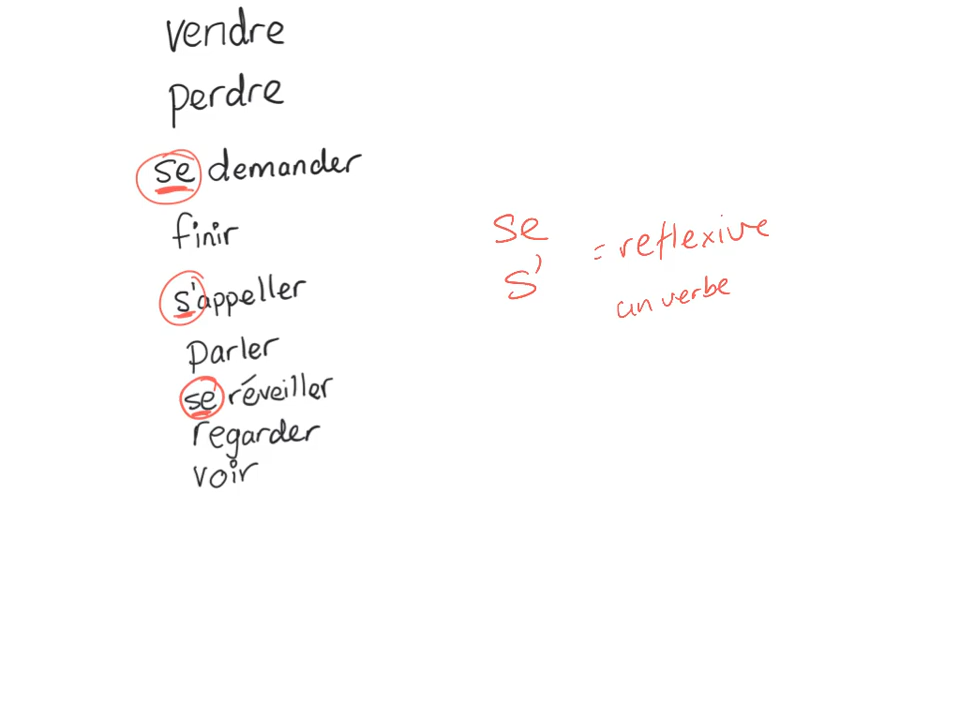 vendre
perdre
se demander
finir
s'appeller
parler
se réveiller
regarder
voir
se
s'
= reflexive
un verbe